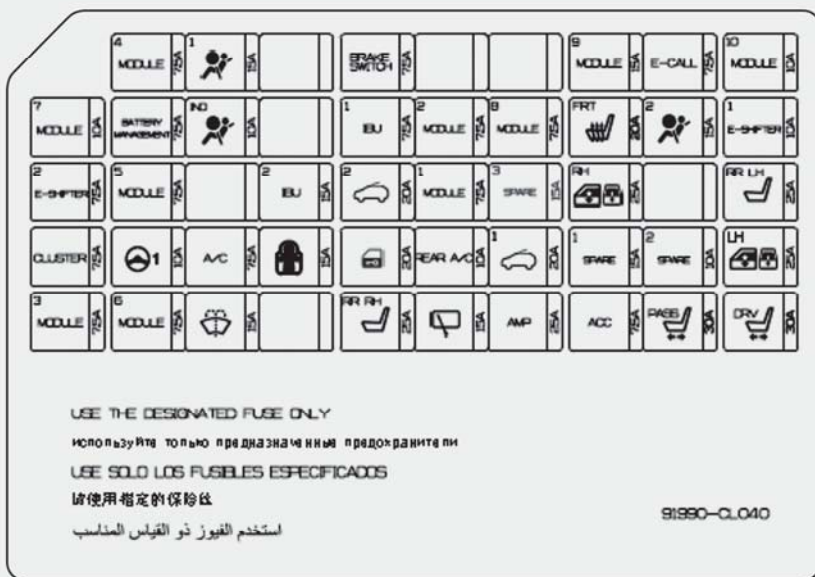 4 MODULE 7.5A 1 15A BRAKE SWITCH 7.5A 9 MODULE 15A E-CALL 7.5A 10 MODULE 10A
7 MODULE 10A BATTERY MANAGEMENT 7.5A IND 10A 1 IBU 7.5A 2 MODULE 7.5A 8 MODULE 7.5A FRT 20A 2 15A 1 E-SHIFTER 10A
2 E-SHIFTER 7.5A 5 MODULE 7.5A 2 IBU 15A 2 20A 1 MODULE 7.5A 3 SPARE 15A RH 25A RR LH 25A
CLUSTER 7.5A 1 10A A/C 7.5A 15A 20A REAR A/C 10A 1 20A 1 SPARE 15A 2 SPARE 10A LH 25A
3 MODULE 7.5A 6 MODULE 7.5A 15A RR RH 25A 15A AMP 25A ACC 7.5A PASS 30A DRV 30A
USE THE DESIGNATED FUSE ONLY
используйте только предназначенные предохранители
USE SOLO LOS FUSIBLES ESPECIFICADOS
请使用指定的保险丝
استخدم الفيوز ذو القياس المناسب
91990-CL040